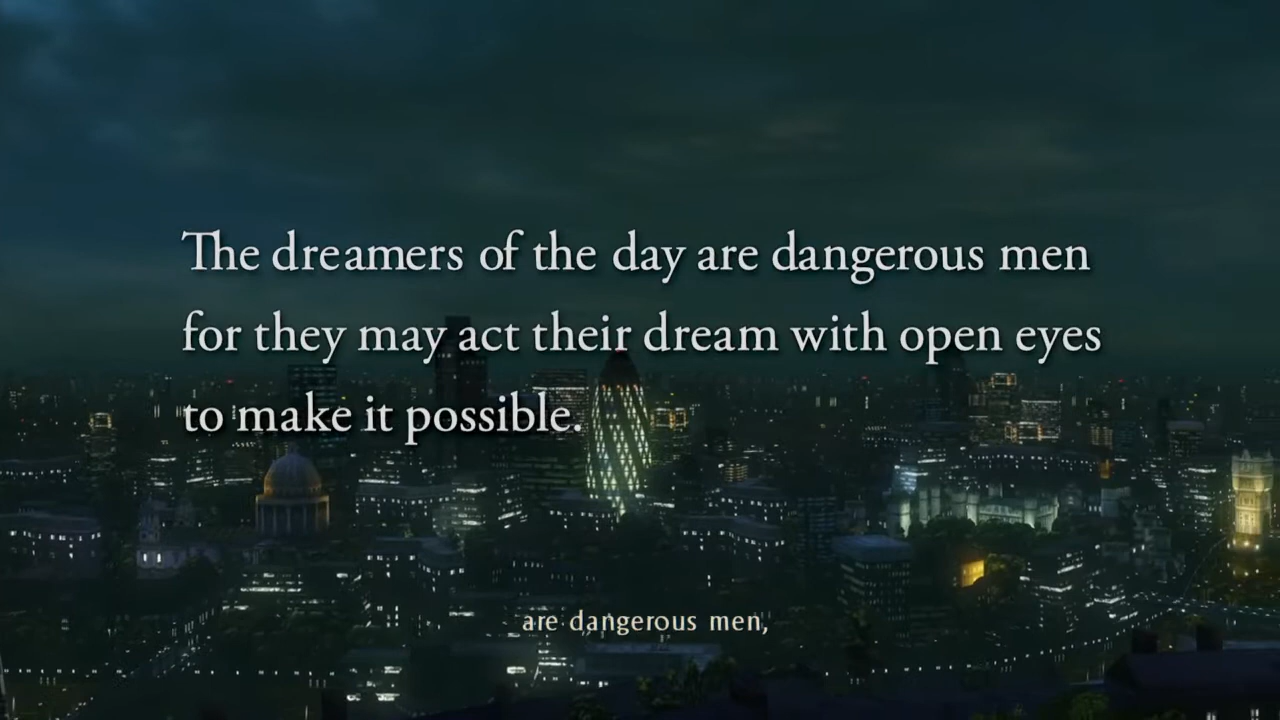 The dreamers of the day are dangerous men
for they may act their dream with open eyes
to make it possible.
are dangerous men,